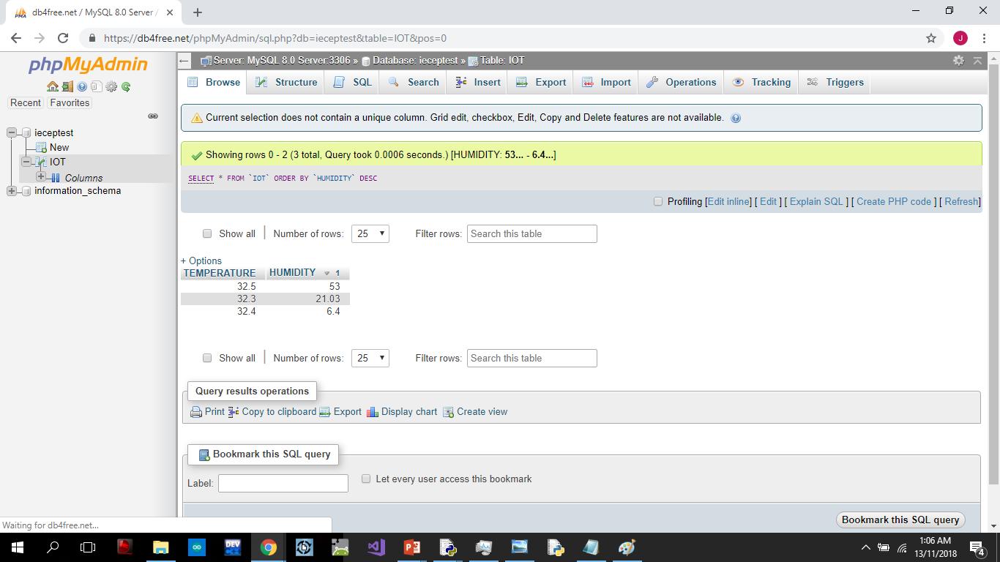 db4free.net / MySQL 8.0 Server /
https://db4free.net/phpMyAdmin/sql.php?db=ieceptest&table=IOT&pos=0
J
phpMyAdmin
Recent Favorites
ieceptest
New
IOT
Columns
information_schema
Server: MySQL 8.0 Server:3306 » Database: ieceptest » Table: IOT
Browse Structure SQL Search Insert Export Import Operations Tracking Triggers
Current selection does not contain a unique column. Grid edit, checkbox, Edit, Copy and Delete features are not available.
Showing rows 0 - 2 (3 total, Query took 0.0006 seconds.) [HUMIDITY: 53... - 6.4...]
SELECT * FROM `IOT` ORDER BY `HUMIDITY` DESC
Profiling [Edit inline] [ Edit ] [ Explain SQL ] [ Create PHP code ] [ Refresh]
Show all Number of rows: 25 Filter rows: Search this table
+ Options
TEMPERATURE HUMIDITY 1
32.5 53
32.3 21.03
32.4 6.4
Show all Number of rows: 25 Filter rows: Search this table
Query results operations
Print Copy to clipboard Export Display chart Create view
Bookmark this SQL query
Label: Let every user access this bookmark
Bookmark this SQL query
Waiting for db4free.net...
DEV
1:06 AM
13/11/2018
4